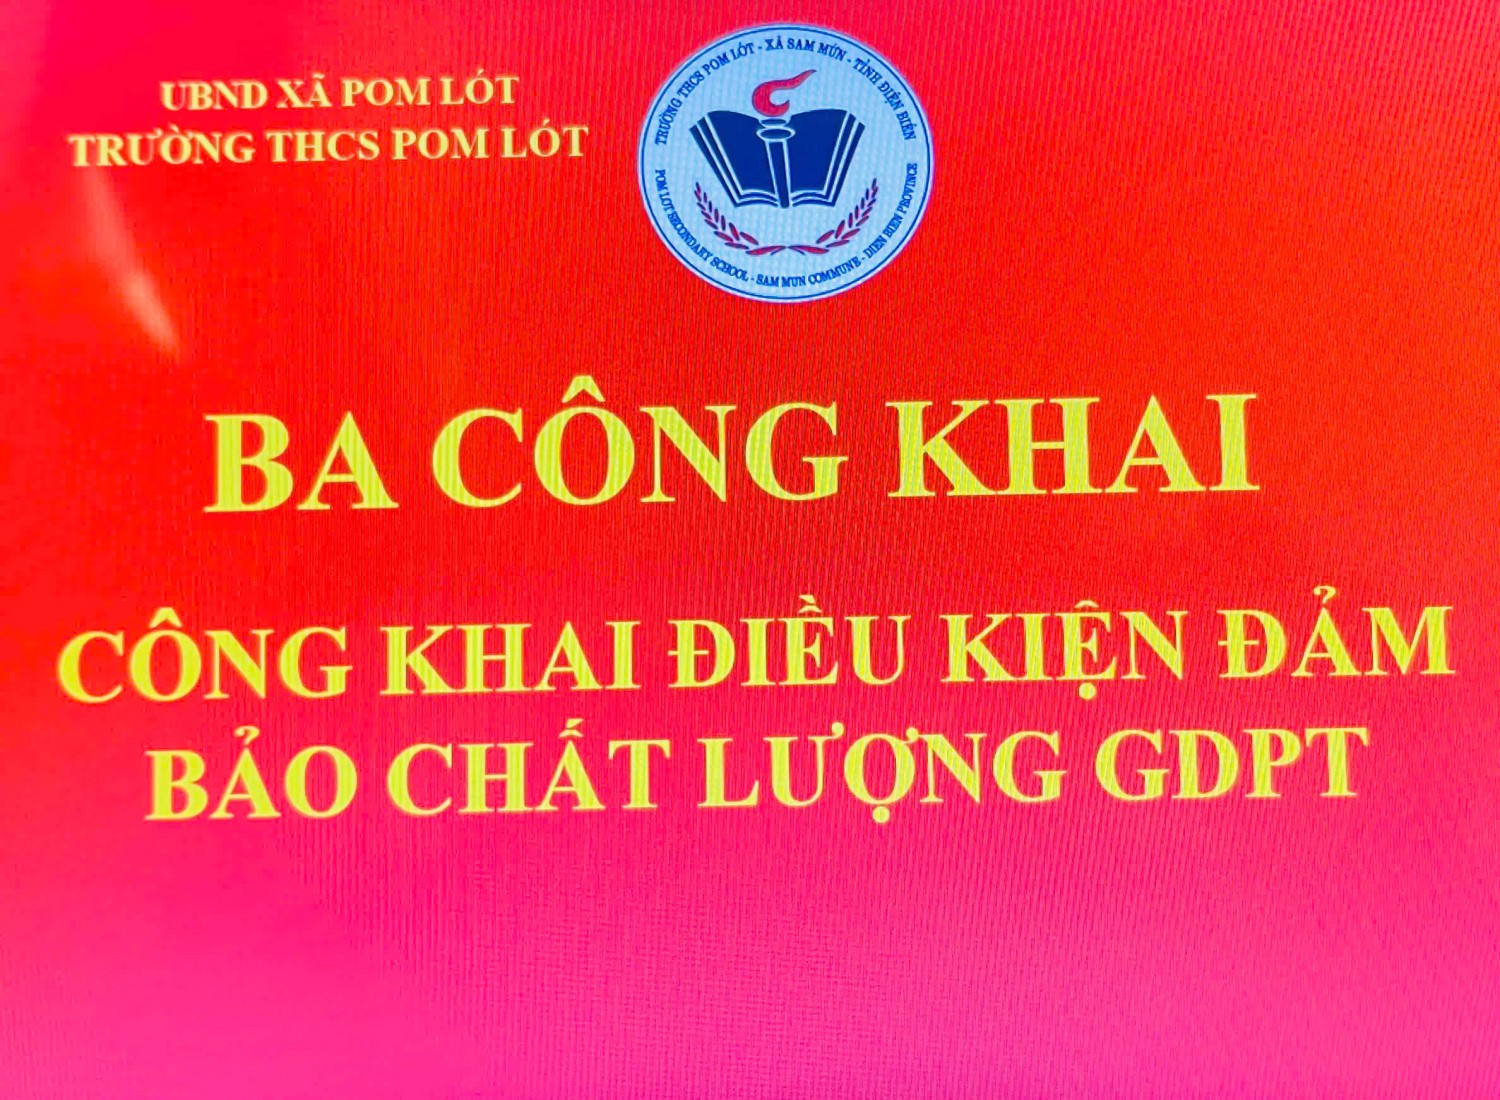 UBND XÃ POM LÓT
TRƯỜNG THCS POM LÓT
TRƯỜNG THCS POM LÓT - XÃ SAM MỨN - TỈNH ĐIỆN BIÊN
POM LOT SECONDARY SCHOOL - SAM MUN COMMUNE - DIEN BIEN PROVINCE
BA CÔNG KHAI
CÔNG KHAI ĐIỀU KIỆN ĐẢM
BẢO CHẤT LƯỢNG GDPT